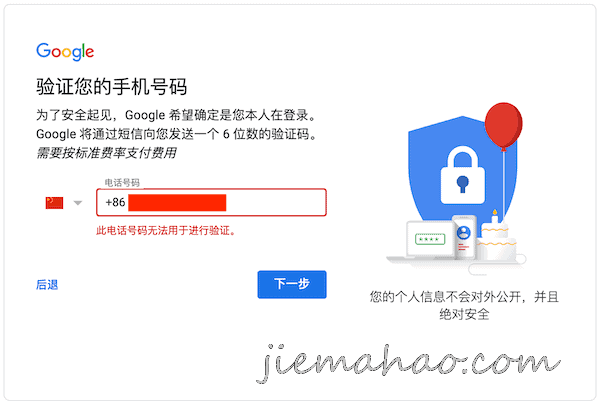 Google
验证您的手机号码
为了安全起见，Google 希望确定是您本人在登录。
Google 将通过短信向您发送一个 6 位数的验证码。
需要按标准费率支付费用
电话号码
+86
此电话号码无法用于进行验证。
后退
下一步
****
您的个人信息不会对外公开，并且
绝对安全
jiemahao.com